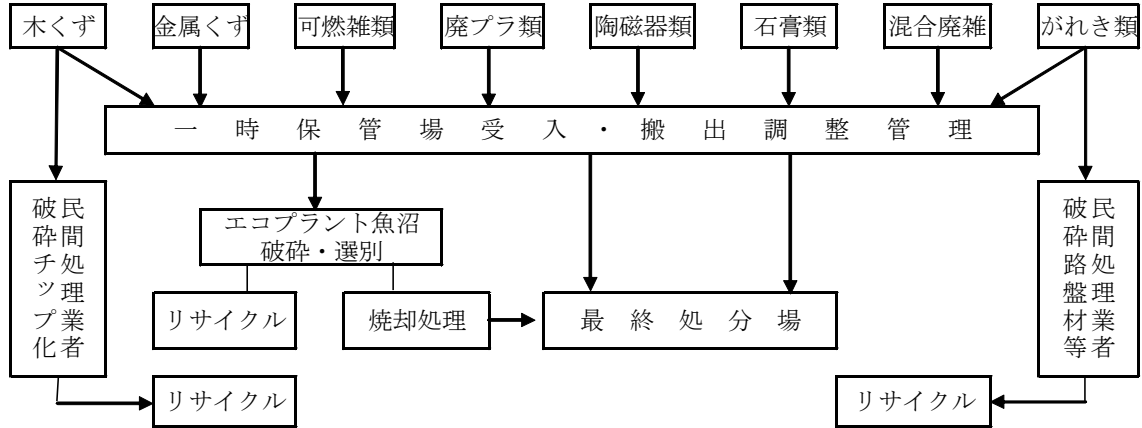 木くず
金属くず
可燃雑類
廃プラ類
陶磁器類
石膏類
混合廃雑
がれき類
一時保管場受入・搬出調整管理
民間処理業者
破砕チップ化
エコプラント魚沼
破砕・選別
民間処理業者
破砕路盤材等
リサイクル
焼却処理
最終処分場
リサイクル
リサイクル